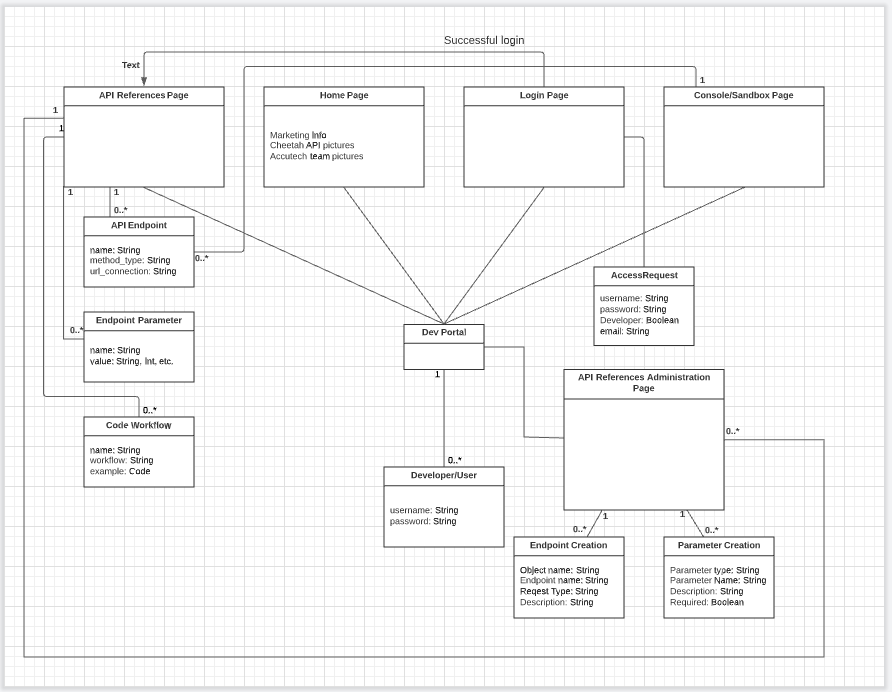 Successful login
Text
1
API References Page
Home Page
Login Page
Console/Sandbox Page
1
1
Marketing Info
Cheetah API pictures
Accutech team pictures
1
1
0..*
API Endpoint
name: String
method_type: String
url_connection: String
0..*
AccessRequest
username: String
password: String
Developer: Boolean
email: String
Endpoint Parameter
0..*
name: String
value: String, Int, etc.
Dev Portal
1
API References Administration
Page
0..*
Code Workflow
name: String
workflow: String
example: Code
0..*
0..*
Developer/User
username: String
password: String
1
1
0..*
0..*
Endpoint Creation
Object name: String
Endpoint name: String
Reqest Type: String
Description: String
Parameter Creation
Parameter type: String
Parameter Name: String
Description: String
Required: Boolean